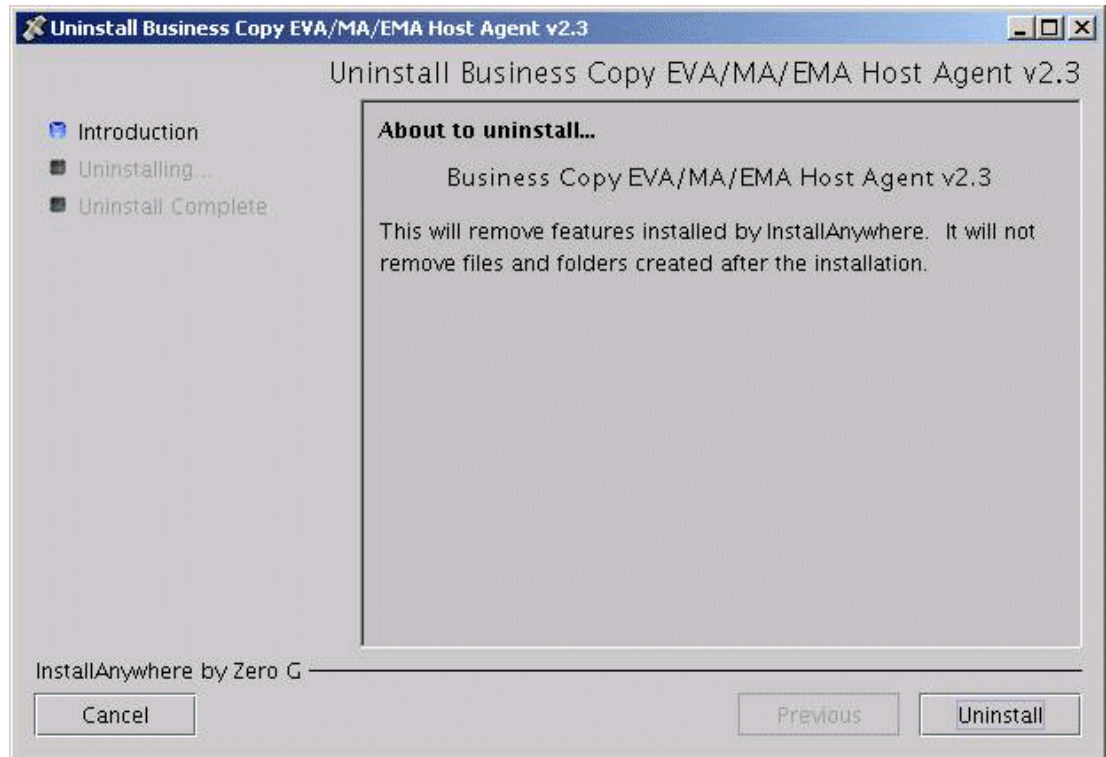 Uninstall Business Copy EVA/MA/EMA Host Agent v2.3
Uninstall Business Copy EVA/MA/EMA Host Agent v2.3
Introduction
Uninstalling...
Uninstall Complete
About to uninstall...
Business Copy EVA/MA/EMA Host Agent v2.3
This will remove features installed by InstallAnywhere. It will not
remove files and folders created after the installation.
InstallAnywhere by Zero G
Cancel
Previous
Uninstall